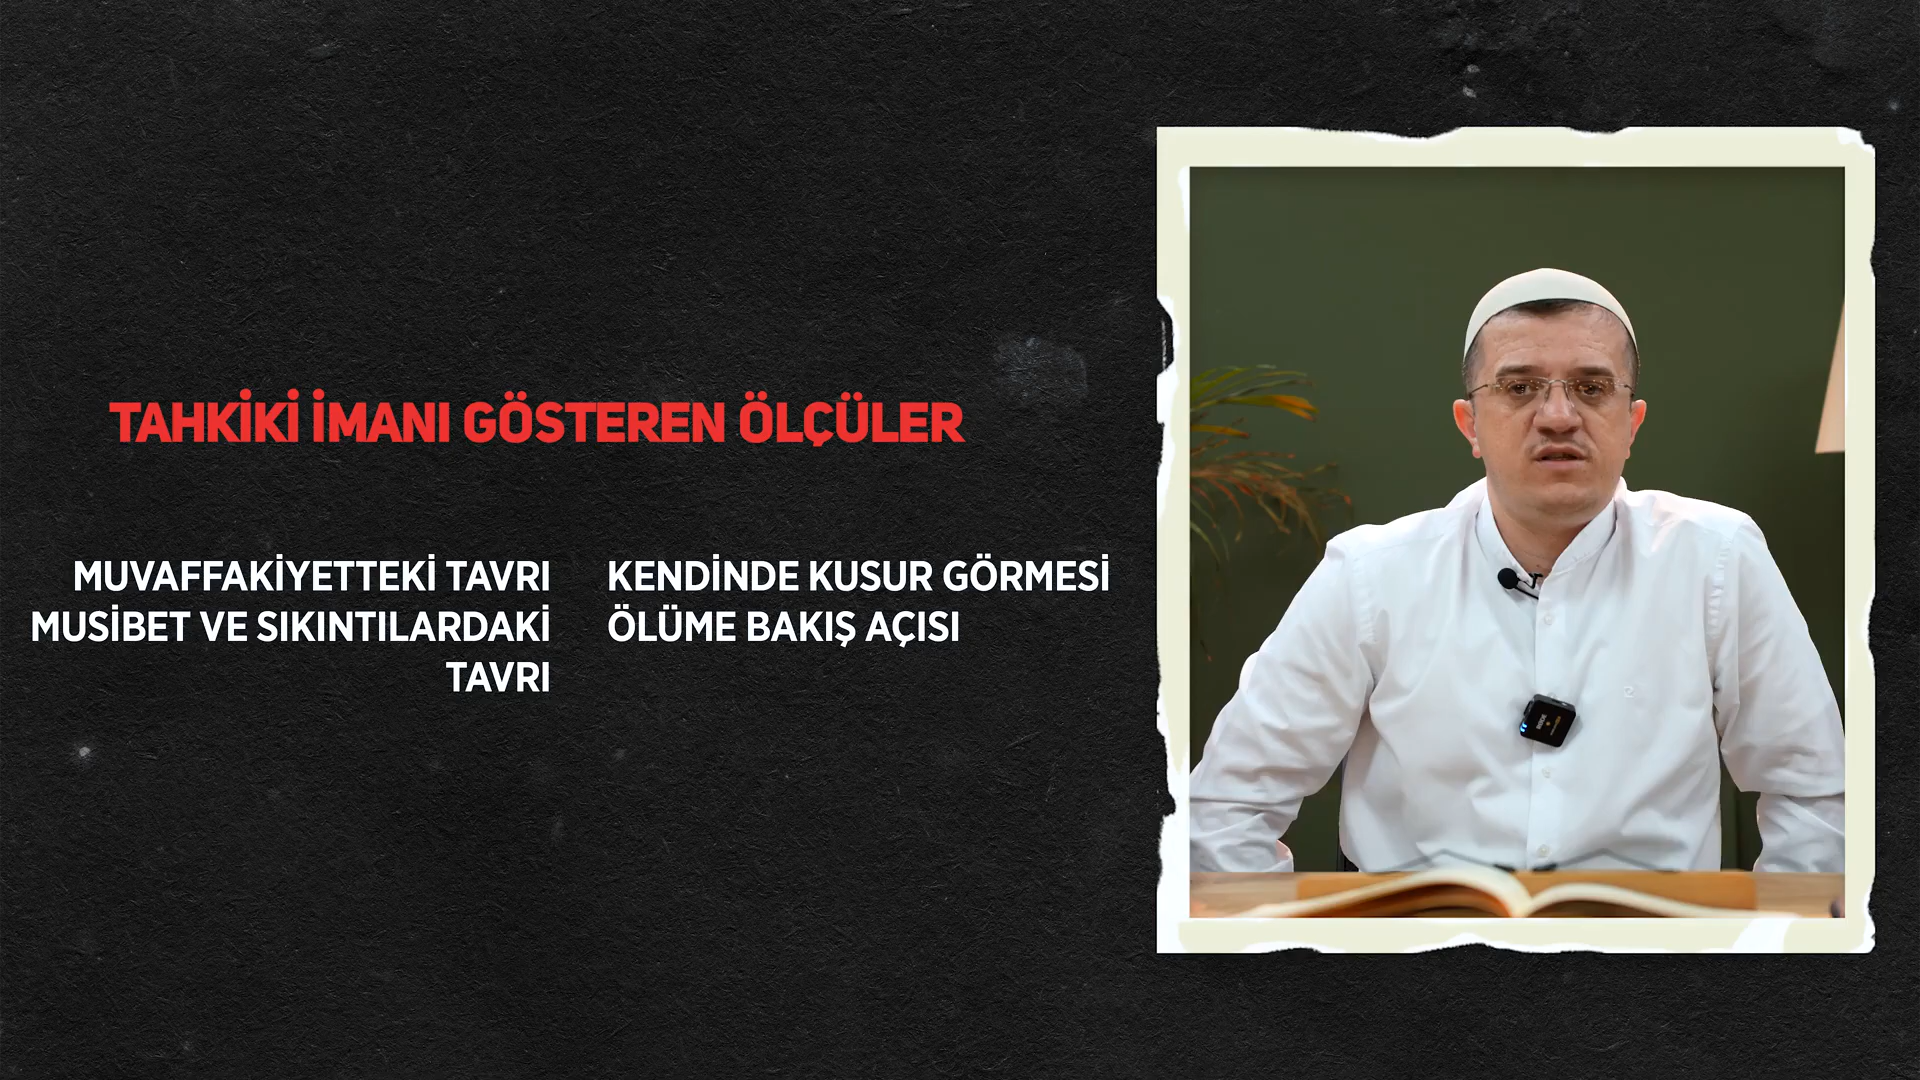 TAHKİKİ İMANI GÖSTEREN ÖLÇÜLER
MUVAFFAKİYETTEKİ TAVRI
MUSİBET VE SIKINTILARDAKİ
TAVRI
KENDİNDE KUSUR GÖRMESİ
ÖLÜME BAKIŞ AÇISI